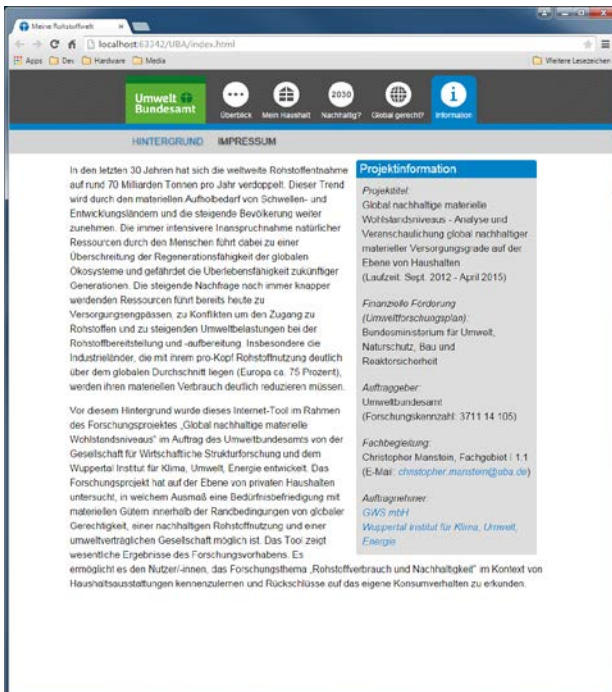 Meine Rohstoffwelt
localhost:63342/UBA/index.html
Apps Dev Hardware Media Weitere Lesezeichen
Umwelt
Bundesamt
Überblick Mein Haushalt 2030 Nachhaltig? Global gerecht? Information
HINTERGRUND IMPRESSUM
In den letzten 30 Jahren hat sich die weltweite Rohstoffentnahme
auf rund 70 Milliarden Tonnen pro Jahr verdoppelt. Dieser Trend
wird durch den materiellen Aufholbedarf von Schwellen- und
Entwicklungsländern und die steigende Bevölkerung weiter
zunehmen. Die immer intensivere Inanspruchnahme natürlicher
Ressourcen durch den Menschen führt dabei zu einer
Überschreitung der Regenerationsfähigkeit der globalen
Ökosysteme und gefährdet die Überlebensfähigkeit zukünftiger
Generationen. Die steigende Nachfrage nach immer knapper
werdenden Ressourcen führt bereits heute zu
Versorgungsengpässen, zu Konflikten um den Zugang zu
Rohstoffen und zu steigenden Umweltbelastungen bei der
Rohstoffbereitstellung und -aufbereitung. Insbesondere die
Industrieländer, die mit ihrem pro-Kopf Rohstoffnutzung deutlich
über dem globalen Durchschnitt liegen (Europa ca. 75 Prozent),
werden ihren materiellen Verbrauch deutlich reduzieren müssen.
Vor diesem Hintergrund wurde dieses Internet-Tool im Rahmen
des Forschungsprojektes „Global nachhaltige materielle
Wohlstandsniveaus“ im Auftrag des Umweltbundesamts von der
Gesellschaft für Wirtschaftliche Strukturforschung und dem
Wuppertal Institut für Klima, Umwelt, Energie entwickelt. Das
Forschungsprojekt hat auf der Ebene von privaten Haushalten
untersucht, in welchem Ausmaß eine Bedürfnisbefriedigung mit
materiellen Gütern innerhalb der Randbedingungen von globaler
Gerechtigkeit, einer nachhaltigen Rohstoffnutzung und einer
umweltverträglichen Gesellschaft möglich ist. Das Tool zeigt
wesentliche Ergebnisse des Forschungsvorhabens. Es
ermöglicht es den Nutzer/-innen, das Forschungsthema „Rohstoffverbrauch und Nachhaltigkeit“ im Kontext von
Haushaltsausstattungen kennenzulernen und Rückschlüsse auf das eigene Konsumverhalten zu erkunden.
Projektinformation
Projekttitel:
Global nachhaltige materielle
Wohlstandsniveaus - Analyse und
Veranschaulichung global nachhaltiger
materieller Versorgungsgrade auf der
Ebene von Haushalten
(Laufzeit: Sept. 2012 - April 2015)
Finanzielle Förderung
(Umweltforschungsplan):
Bundesministerium für Umwelt,
Naturschutz, Bau und
Reaktorsicherheit
Auftraggeber:
Umweltbundesamt
(Forschungskennzahl: 3711 14 105)
Fachbegleitung:
Christopher Manstein, Fachgebiet I 1.1
(E-Mail: christopher.manstein@uba.de)
Auftragnehmer:
GWS mbH
Wuppertal Institut für Klima, Umwelt,
Energie